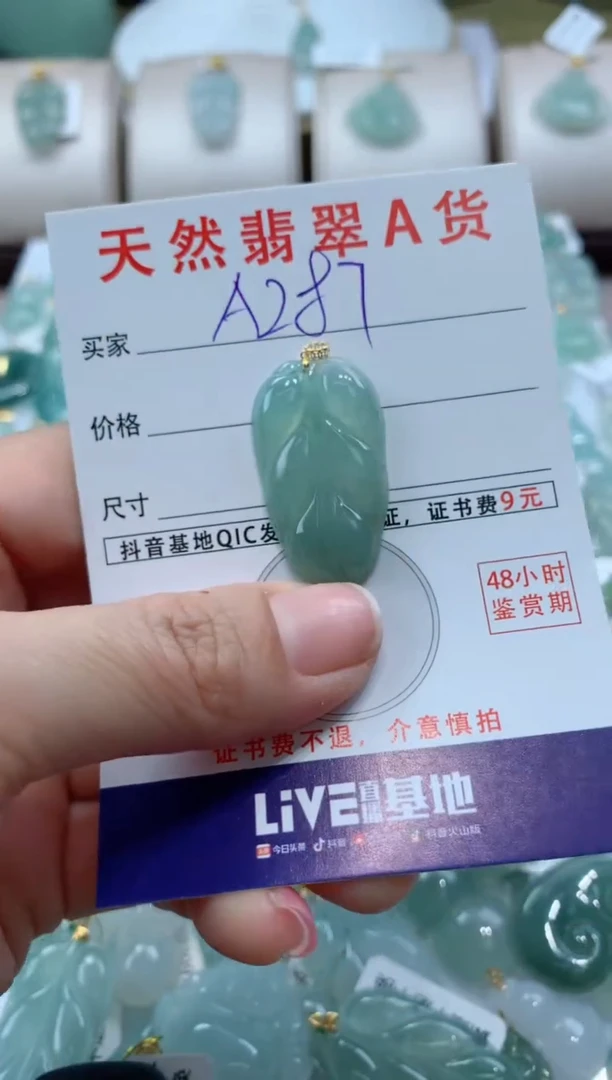 天然翡翠A货
A287
买家
价格
尺寸
抖音基地QIC发 证，证书费9元
48小时
鉴赏期
证书费不退，介意慎拍
LiVE直播基地
今日头条 抖音 抖音火山版